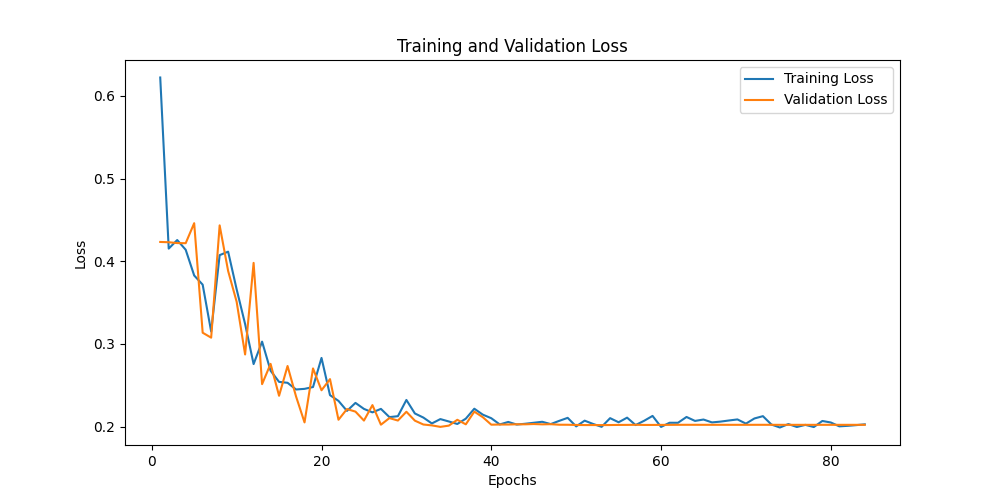 Training and Validation Loss
Training Loss
Validation Loss
Loss
0.6
0.5
0.4
0.3
0.2
0 20 40 60 80
Epochs